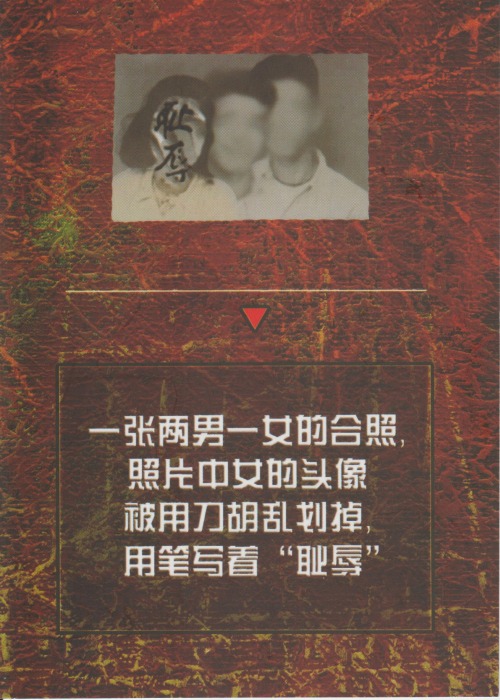 耻
辱
一张两男一女的合照，
照片中女的头像
被用刀胡乱划掉，
用笔写着“耻辱”